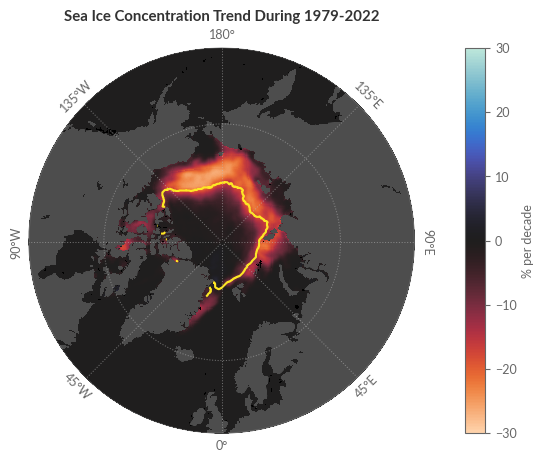 Sea Ice Concentration Trend During 1979-2022
180°
135°W
135°E
90°W
90°E
45°W
45°E
0°
30
20
10
0
−10
−20
−30
% per decade